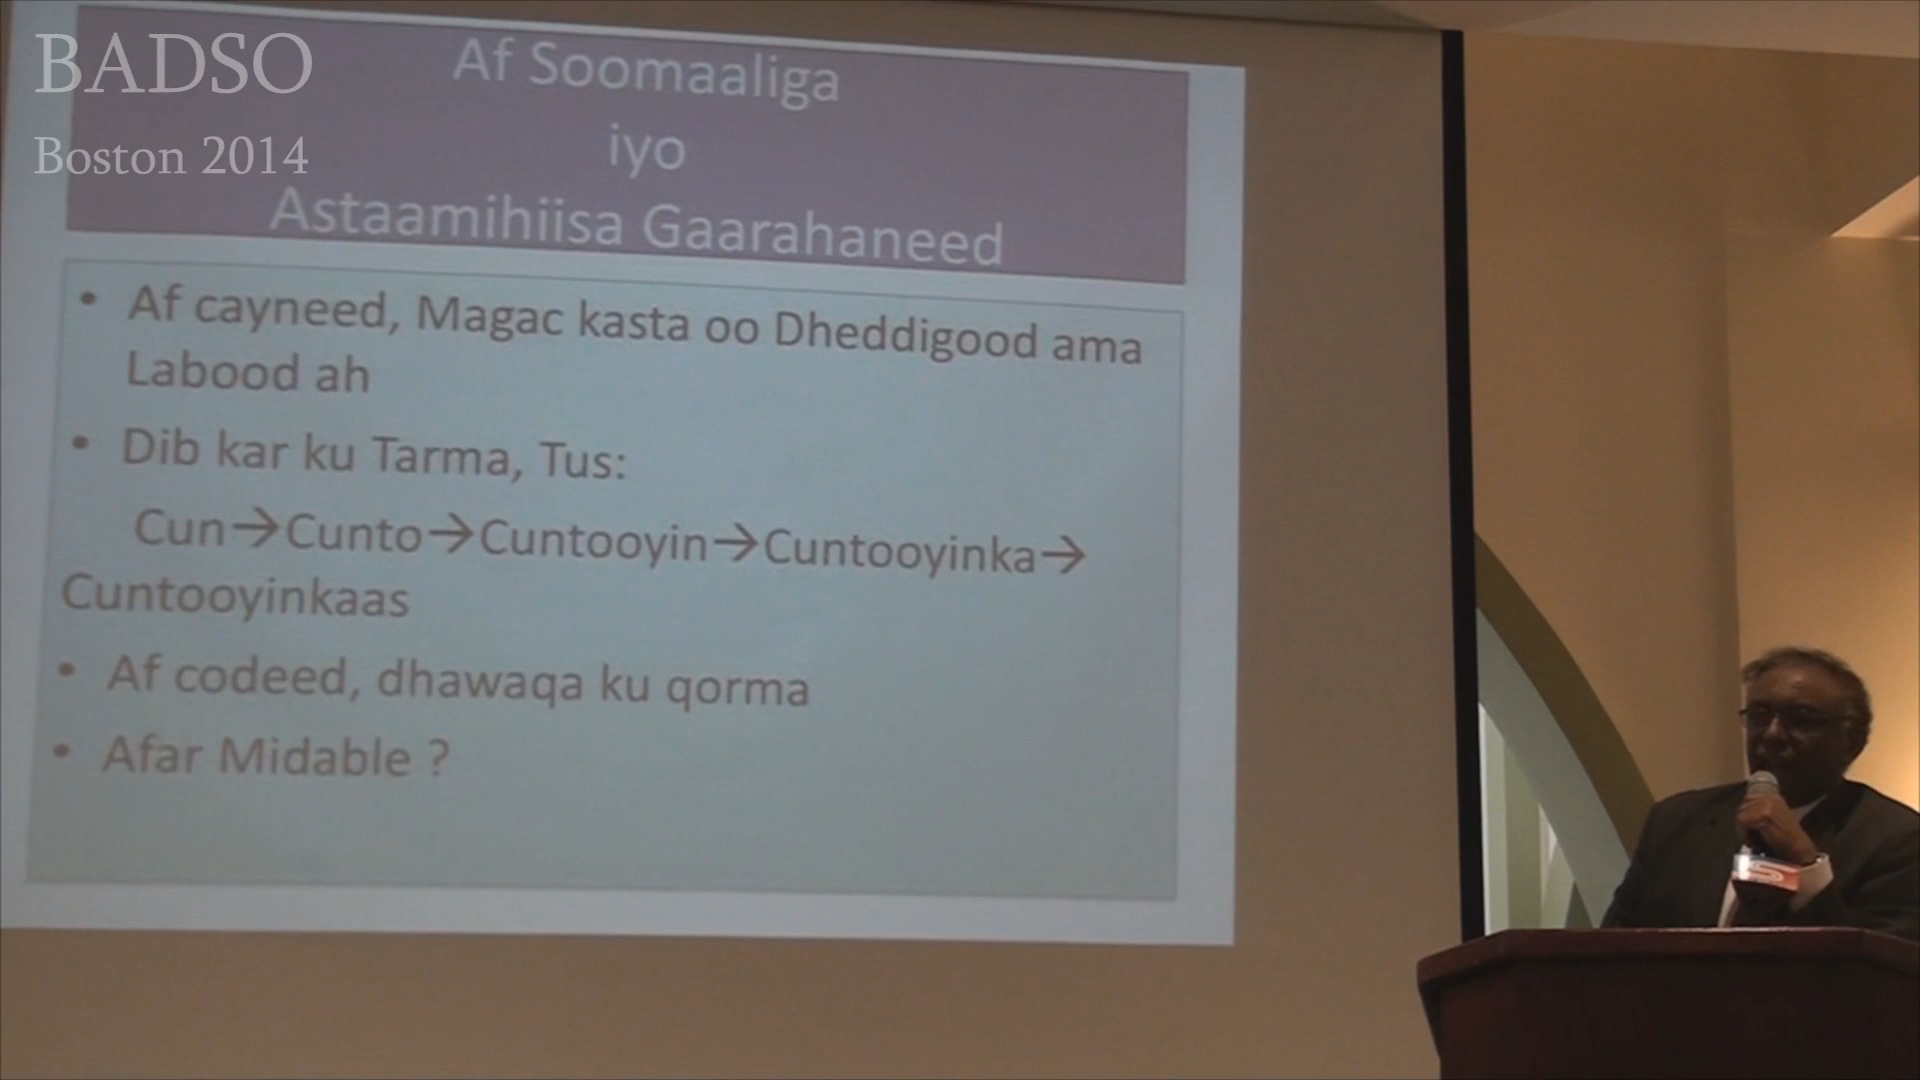 BADSO
Boston 2014
Af Soomaaliga
iyo
Astaamihiisa Gaarahaneed
• Af cayneed, Magac kasta oo Dheddigood ama
Labood ah
• Dib kar ku Tarma, Tus:
Cun→Cunto→Cuntooyin→Cuntooyinka→
Cuntooyinkaas
• Af codeed, dhawaqa ku qorma
• Afar Midable ?